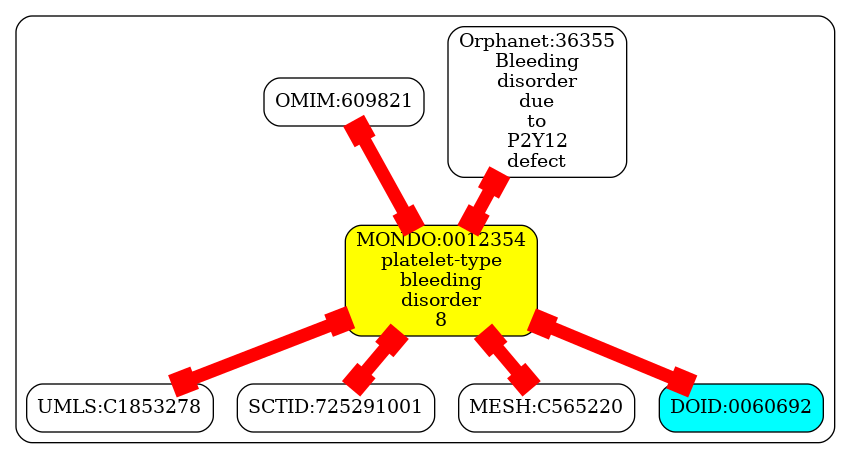 Orphanet:36355
Bleeding
disorder
due
to
P2Y12
defect
OMIM:609821
MONDO:0012354
platelet-type
bleeding
disorder
8
UMLS:C1853278
SCTID:725291001
MESH:C565220
DOID:0060692